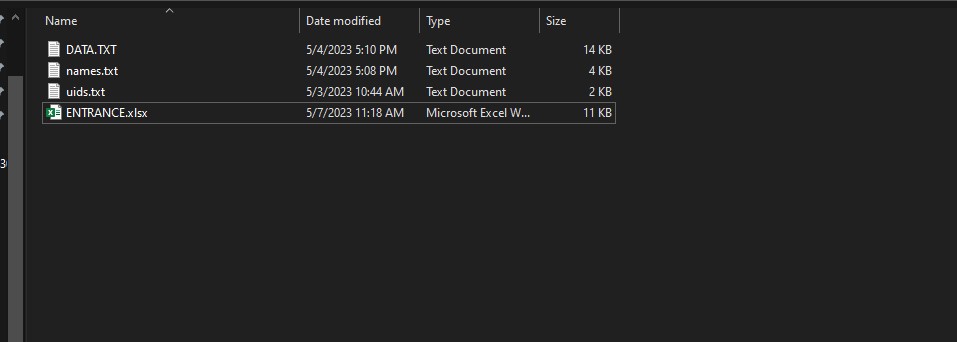 Name Date modified Type Size
DATA.TXT 5/4/2023 5:10 PM Text Document 14 KB
names.txt 5/4/2023 5:08 PM Text Document 4 KB
uids.txt 5/3/2023 10:44 AM Text Document 2 KB
ENTRANCE.xlsx 5/7/2023 11:18 AM Microsoft Excel W... 11 KB